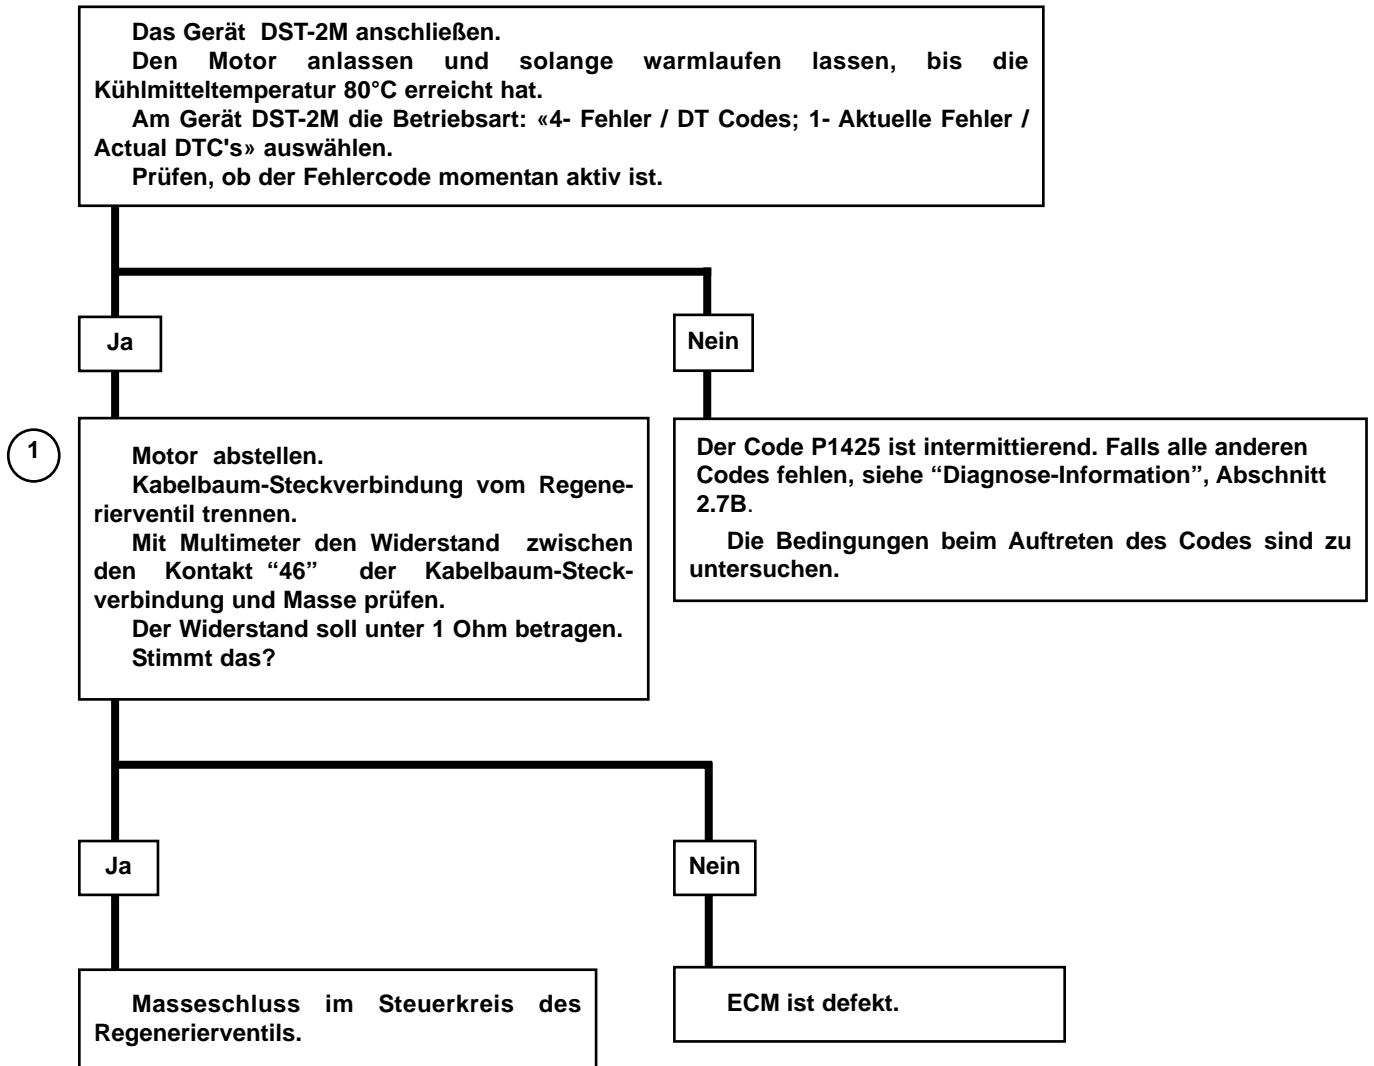 Das Gerät DST-2M anschließen.
Den Motor anlassen und solange warmlaufen lassen, bis die
Kühlmitteltemperatur 80°C erreicht hat.
Am Gerät DST-2M die Betriebsart: «4- Fehler / DT Codes; 1- Aktuelle Fehler /
Actual DTC's» auswählen.
Prüfen, ob der Fehlercode momentan aktiv ist.
Ja
Nein
1
Motor abstellen.
Kabelbaum-Steckverbindung vom Regene-
rierventil trennen.
Mit Multimeter den Widerstand zwischen
den Kontakt “46” der Kabelbaum-Steck-
verbindung und Masse prüfen.
Der Widerstand soll unter 1 Ohm betragen.
Stimmt das?
Der Code P1425 ist intermittierend. Falls alle anderen
Codes fehlen, siehe “Diagnose-Information”, Abschnitt
2.7B.
Die Bedingungen beim Auftreten des Codes sind zu
untersuchen.
Ja
Nein
Masseschluss im Steuerkreis des
Regenerierventils.
ECM ist defekt.